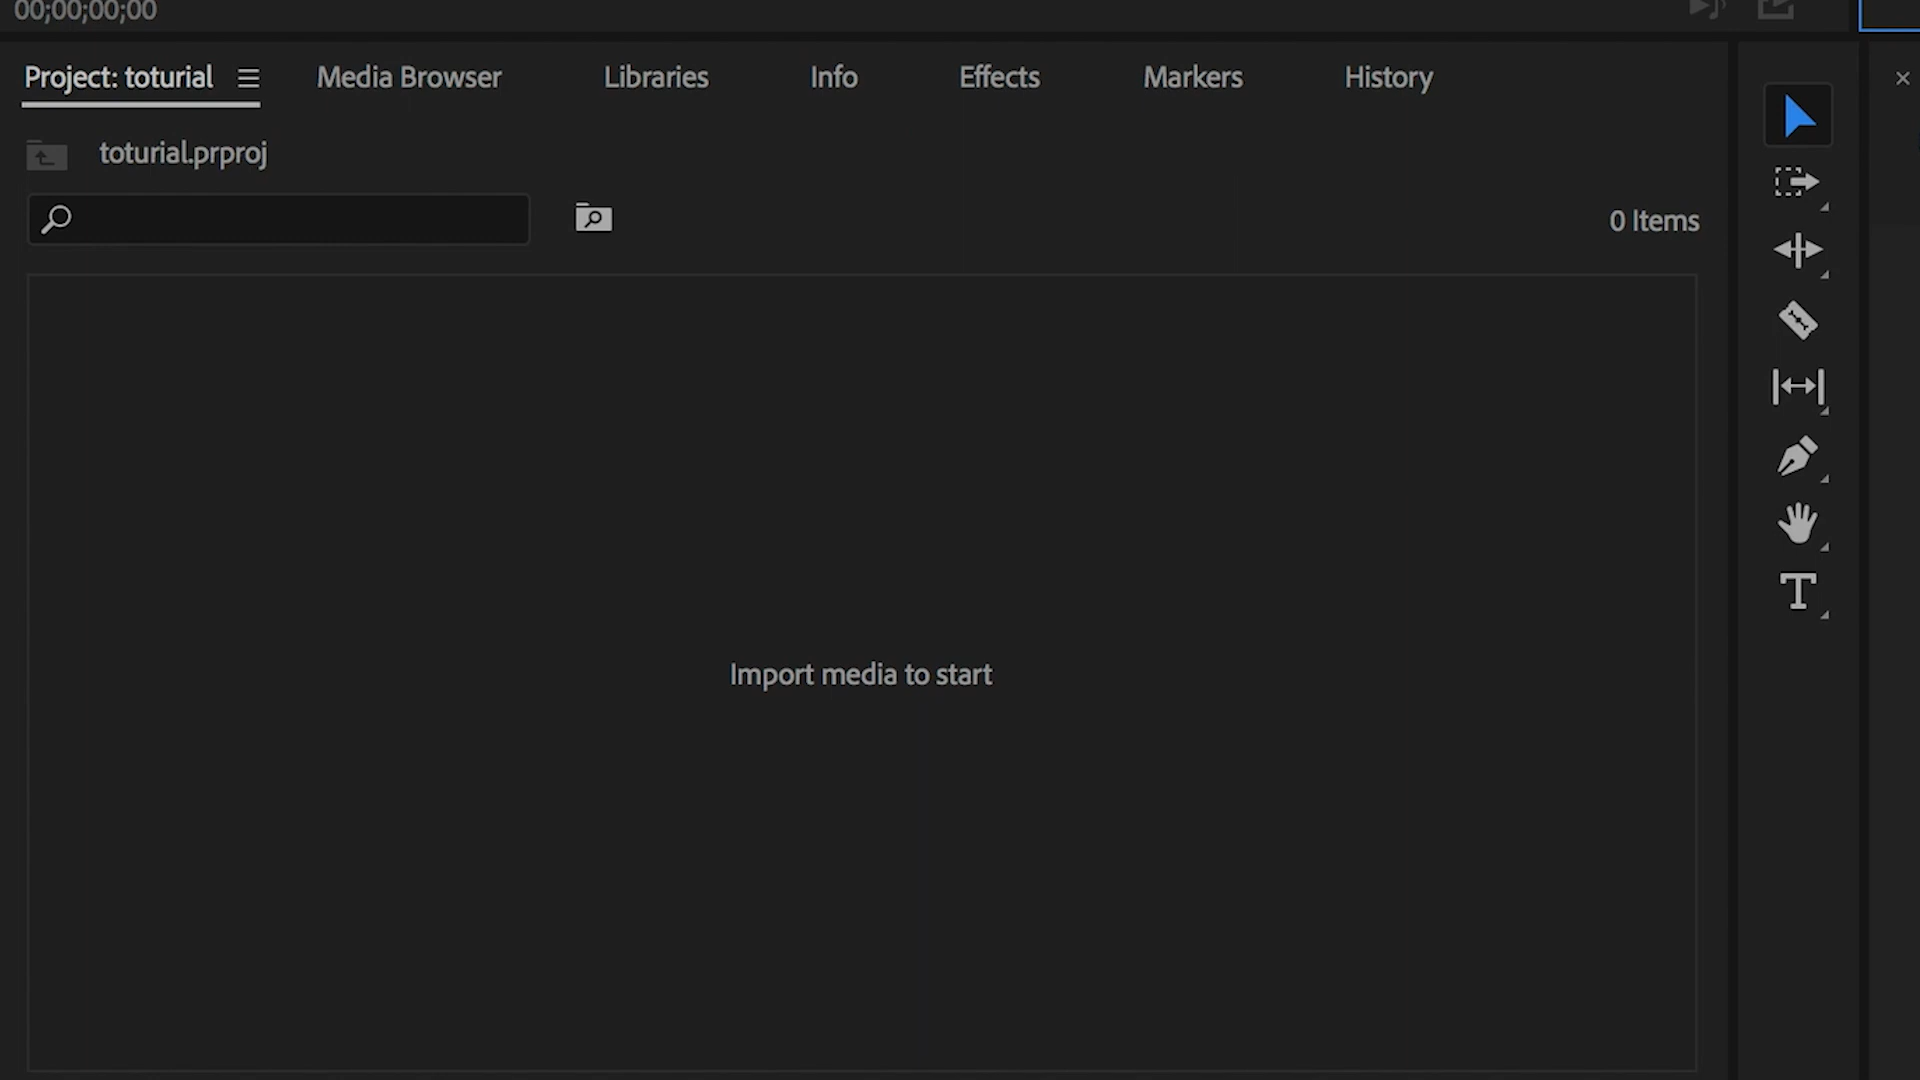 00;00;00;00
Project: toturial
Media Browser
Libraries
Info
Effects
Markers
History
toturial.prproj
0 Items
Import media to start